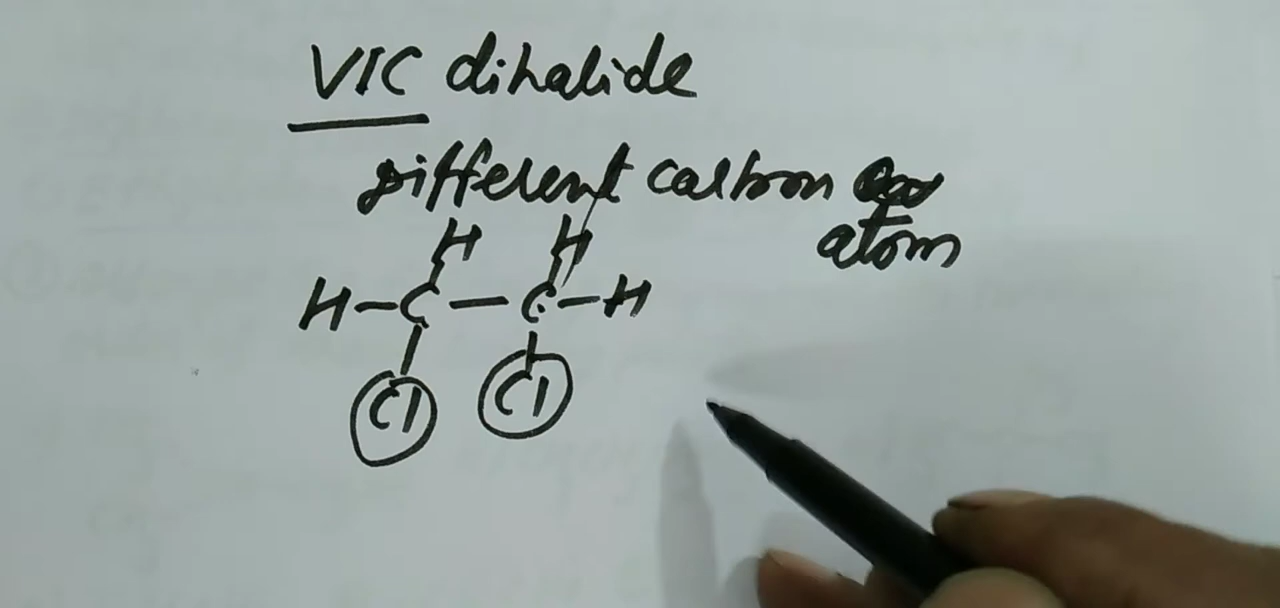 VIC dihalide
different carbon
atom
H H
H-C-C-H
Cl Cl